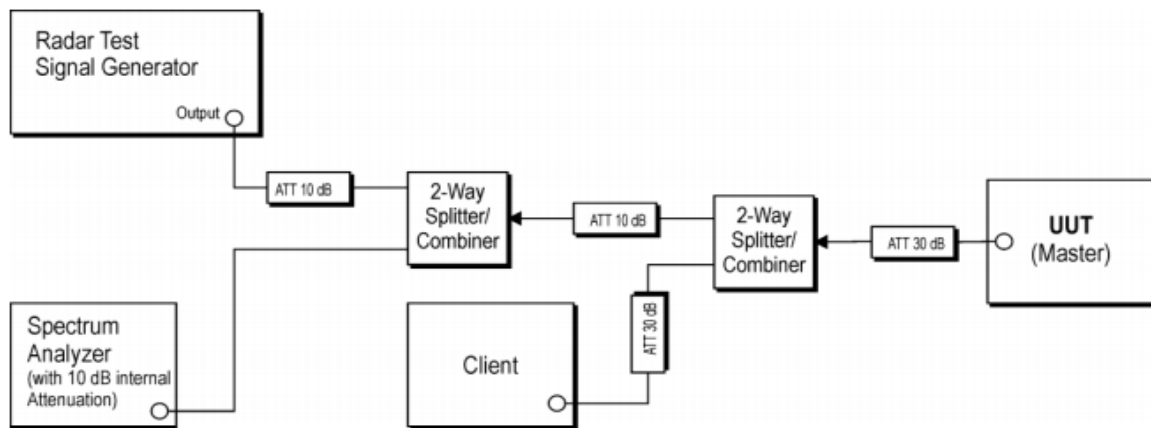 Radar Test
Signal Generator
Output
ATT 10 dB
2-Way
Splitter/
Combiner
ATT 10 dB
2-Way
Splitter/
Combiner
ATT 30 dB
UUT
(Master)
Spectrum
Analyzer
(with 10 dB internal
Attenuation)
Client
ATT 30 dB